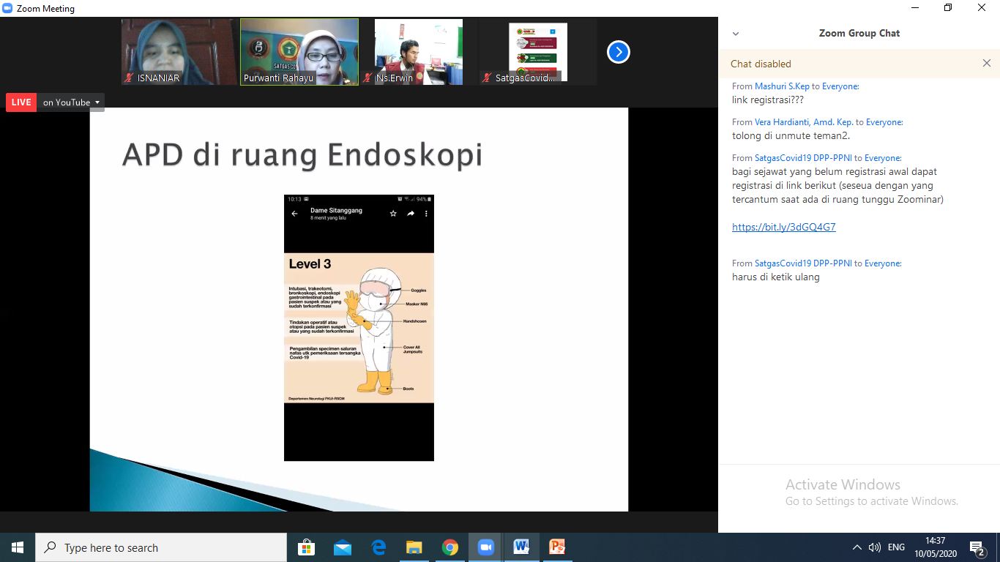 Zoom Meeting
ISNANIAR
SATGAS CO
Purwanti Rahayu
Ns.Erwin
SatgasCovid...
LIVE
on YouTube
APD di ruang Endoskopi
10:13
94%
Dame Sitanggang
8 menit yang lalu
Level 3
Intubasi, trakeotomi,
bronkoskopi, endoskopi
gastrointestinal pada
pasien suspek atau yang
sudah terkonfirmasi
Tindakan operatif atau
otopsi pada pasien suspek
atau yang sudah terkonfirmasi
Pengambilan specimen saluran
nafas utk pemeriksaan tersangka
Covid-19
Goggles
Masker N95
Handshcoen
Cover All
Jumpsuits
Boots
Departemen Neurologi FKUI-RSCM
Zoom Group Chat
Chat disabled
From Mashuri S.Kep to Everyone:
link registrasi???
From Vera Hardianti, Amd. Kep. to Everyone:
tolong di unmute teman2.
From SatgasCovid19 DPP-PPNI to Everyone:
bagi sejawat yang belum registrasi awal dapat
registrasi di link berikut (seseua dengan yang
tercantum saat ada di ruang tunggu Zoominar)
https://bit.ly/3dGQ4G7
From SatgasCovid19 DPP-PPNI to Everyone:
harus di ketik ulang
Activate Windows
Go to Settings to activate Windows.
Type here to search
ENG
14:37
10/05/2020
2